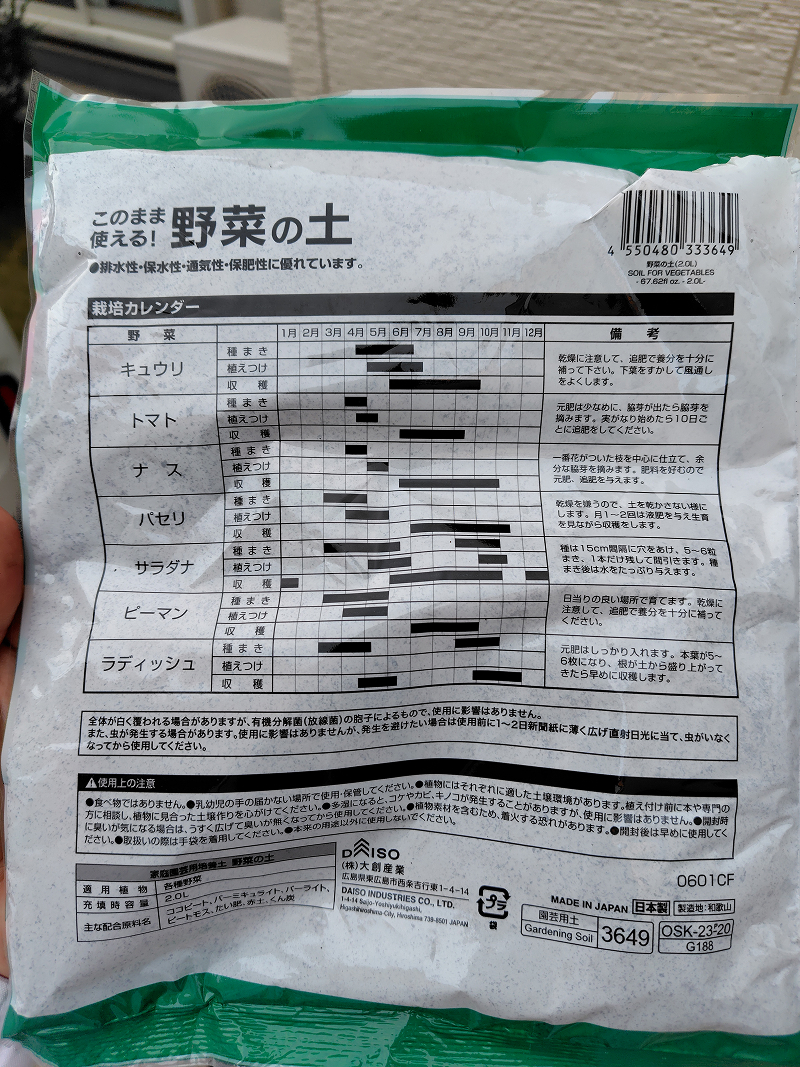 このまま
使える! 野菜の土
●排水性・保水性・通気性・保肥性に優れています。
4 550480 333649
野菜の土(2.0L)
SOIL FOR VEGETABLES
- 67.62fl oz. - 2.0L-
栽培カレンダー
野 菜 1月 2月 3月 4月 5月 6月 7月 8月 9月 10月 11月 12月 備 考
キュウリ
種 ま き
植えつけ
収 穫
乾燥に注意して、追肥で養分を十分に
補って下さい。下葉をすかして風通し
をよくします。
トマト
種 ま き
植えつけ
収 穫
元肥は少なめに、脇芽が出たら脇芽を
摘みます。実がなり始めたら10日ご
とに追肥をしてください。
ナ ス
種 ま き
植えつけ
収 穫
一番花がついた枝を中心に仕立て、余
分な脇芽を摘みます。肥料を好むので
元肥、追肥を与えます。
パセリ
種 ま き
植えつけ
収 穫
乾燥を嫌うので、土を乾かさない様に
します。月1〜2回は液肥を与え生育
を見ながら収穫をします。
サラダナ
種 ま き
植えつけ
収 穫
種は15cm間隔に穴をあけ、5〜6粒
まき、1本だけ残して間引きます。種
まき後は水をたっぷり与えます。
ピーマン
種 ま き
植えつけ
収 穫
日当りの良い場所で育てます。乾燥に
注意して、追肥で養分を十分に補って
ください。
ラディッシュ
種 ま き
植えつけ
収 穫
元肥はしっかり入れます。本葉が5〜
6枚になり、根が土から盛り上がって
きたら早めに収穫します。
全体が白く覆われる場合がありますが、有機分解菌(放線菌)の胞子によるもので、使用に影響はありません。
また、虫が発生する場合があります。使用に影響はありませんが、発生を避けたい場合は使用前に1〜2日新聞紙に薄く広げ直射日光に当て、虫がいなく
なってから使用してください。
⚠使用上の注意
●食べ物ではありません。●乳幼児の手の届かない場所で使用・保管してください。●植物にはそれぞれに適した土壌環境があります。植え付け前に本や専門の
方に相談し、植物に見合った土壌作りを心がけてください。●多湿になると、コケやカビ、キノコが発生することがありますが、使用に影響はありません。●開封時
に臭いが気になる場合は、うすく広げて臭いが無くなってから使用してください。●植物素材を含むため、着火する恐れがあります。●開封後は早めに使用してく
ださい。●取扱いの際は手袋を着用してください。●本来の用途以外に使用しないでください。
家庭園芸用培養土 野菜の土
適 用 植 物 各種野菜
充 填 時 容 量 2.0L
主な配合原料名 ココピート、バーミキュライト、パーライト、
ピートモス、たい肥、赤土、くん炭
DAISO
(株)大創産業
広島県東広島市西条吉行東1-4-14
DAISO INDUSTRIES CO., LTD.
1-4-14 Saijo-Yoshiyukihigashi,
Higashihiroshima-City, Hiroshima 739-8501 JAPAN
プラ
袋
0601CF
MADE IN JAPAN 日本製 製造地:和歌山
園芸用土
Gardening Soil
3649
OSK-23F20
G188